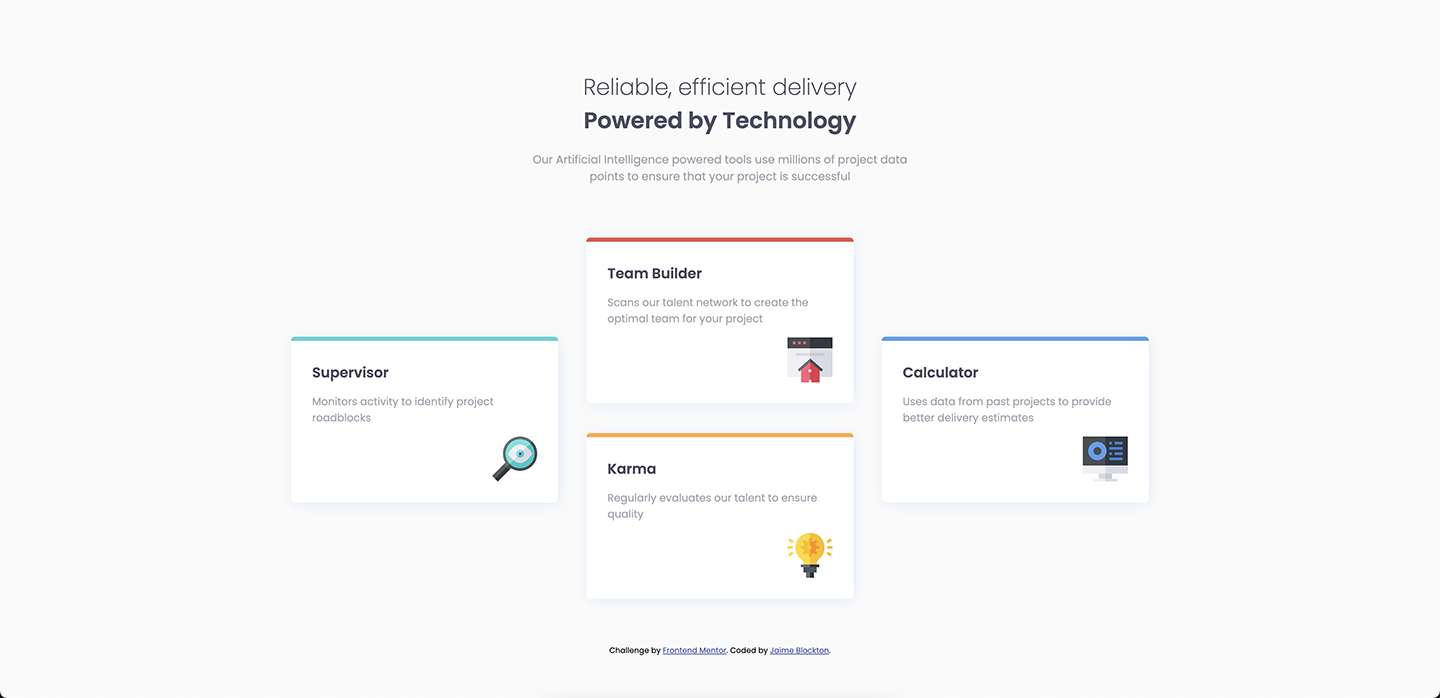 Reliable, efficient delivery
Powered by Technology
Our Artificial Intelligence powered tools use millions of project data
points to ensure that your project is successful
Supervisor
Monitors activity to identify project
roadblocks
Team Builder
Scans our talent network to create the
optimal team for your project
Karma
Regularly evaluates our talent to ensure
quality
Calculator
Uses data from past projects to provide
better delivery estimates
Challenge by Frontend Mentor. Coded by Jaime Blockton.